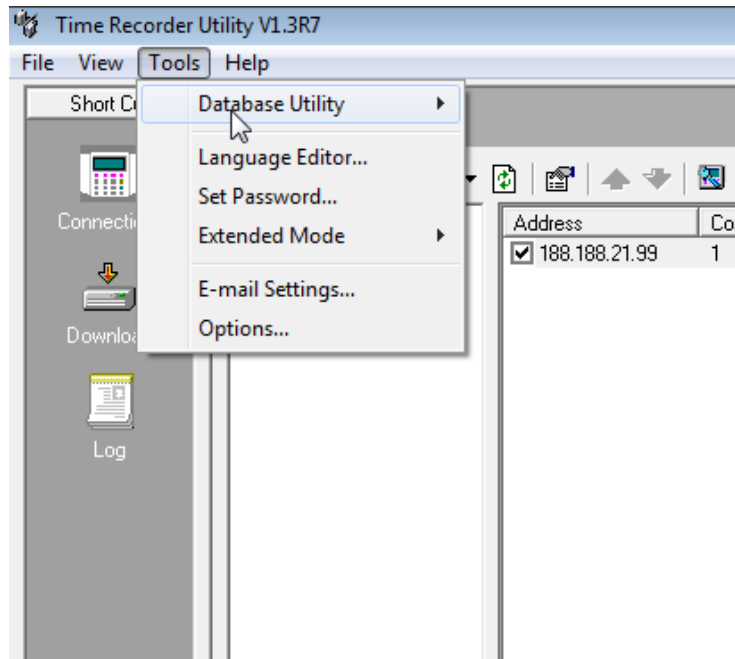 Time Recorder Utility V1.3R7
File View Tools Help
Short
Database Utility
Language Editor...
Set Password...
Extended Mode
E-mail Settings...
Options...
Log
Address
188.188.21.99 1